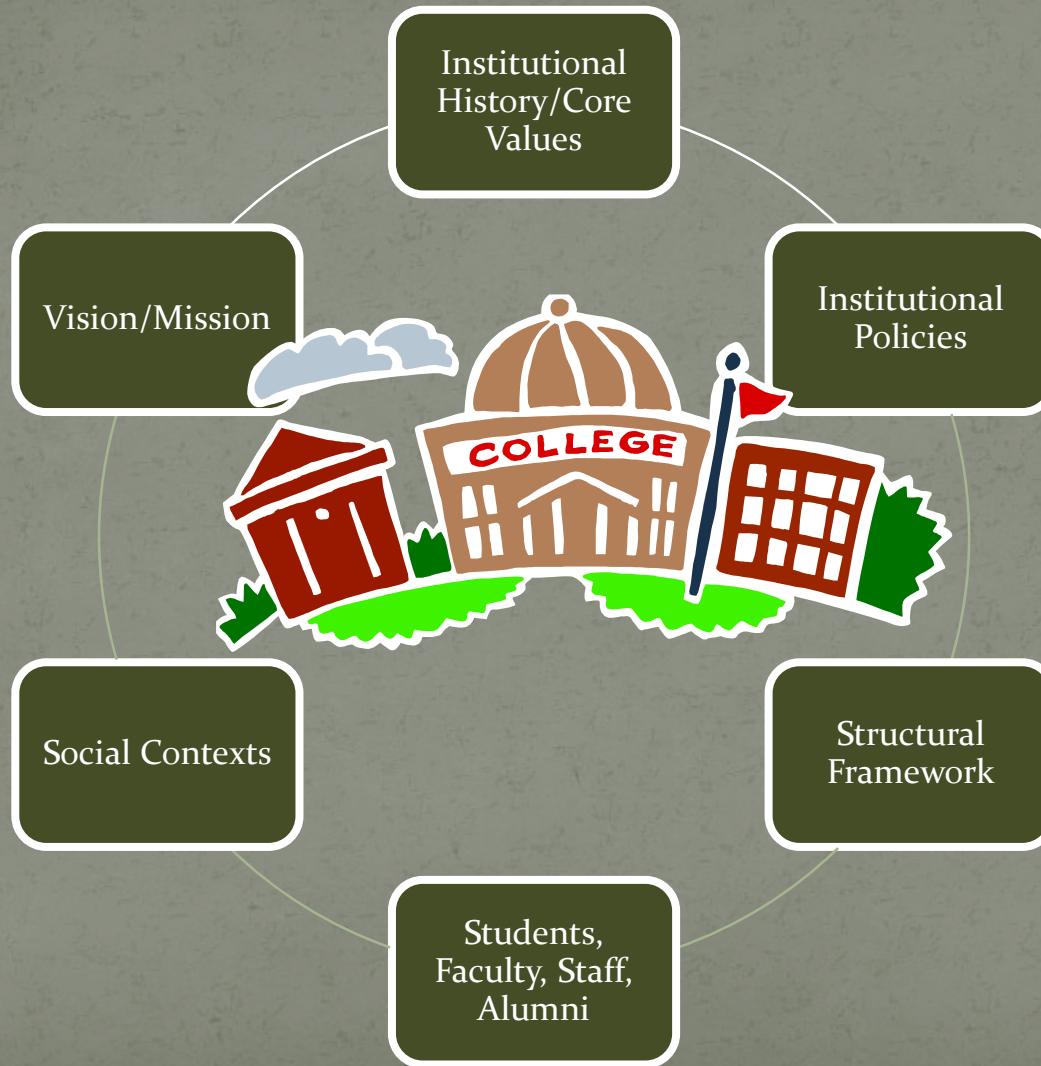 Institutional
History/Core
Values
Vision/Mission
Institutional
Policies
COLLEGE
Social Contexts
Structural
Framework
Students,
Faculty, Staff,
Alumni